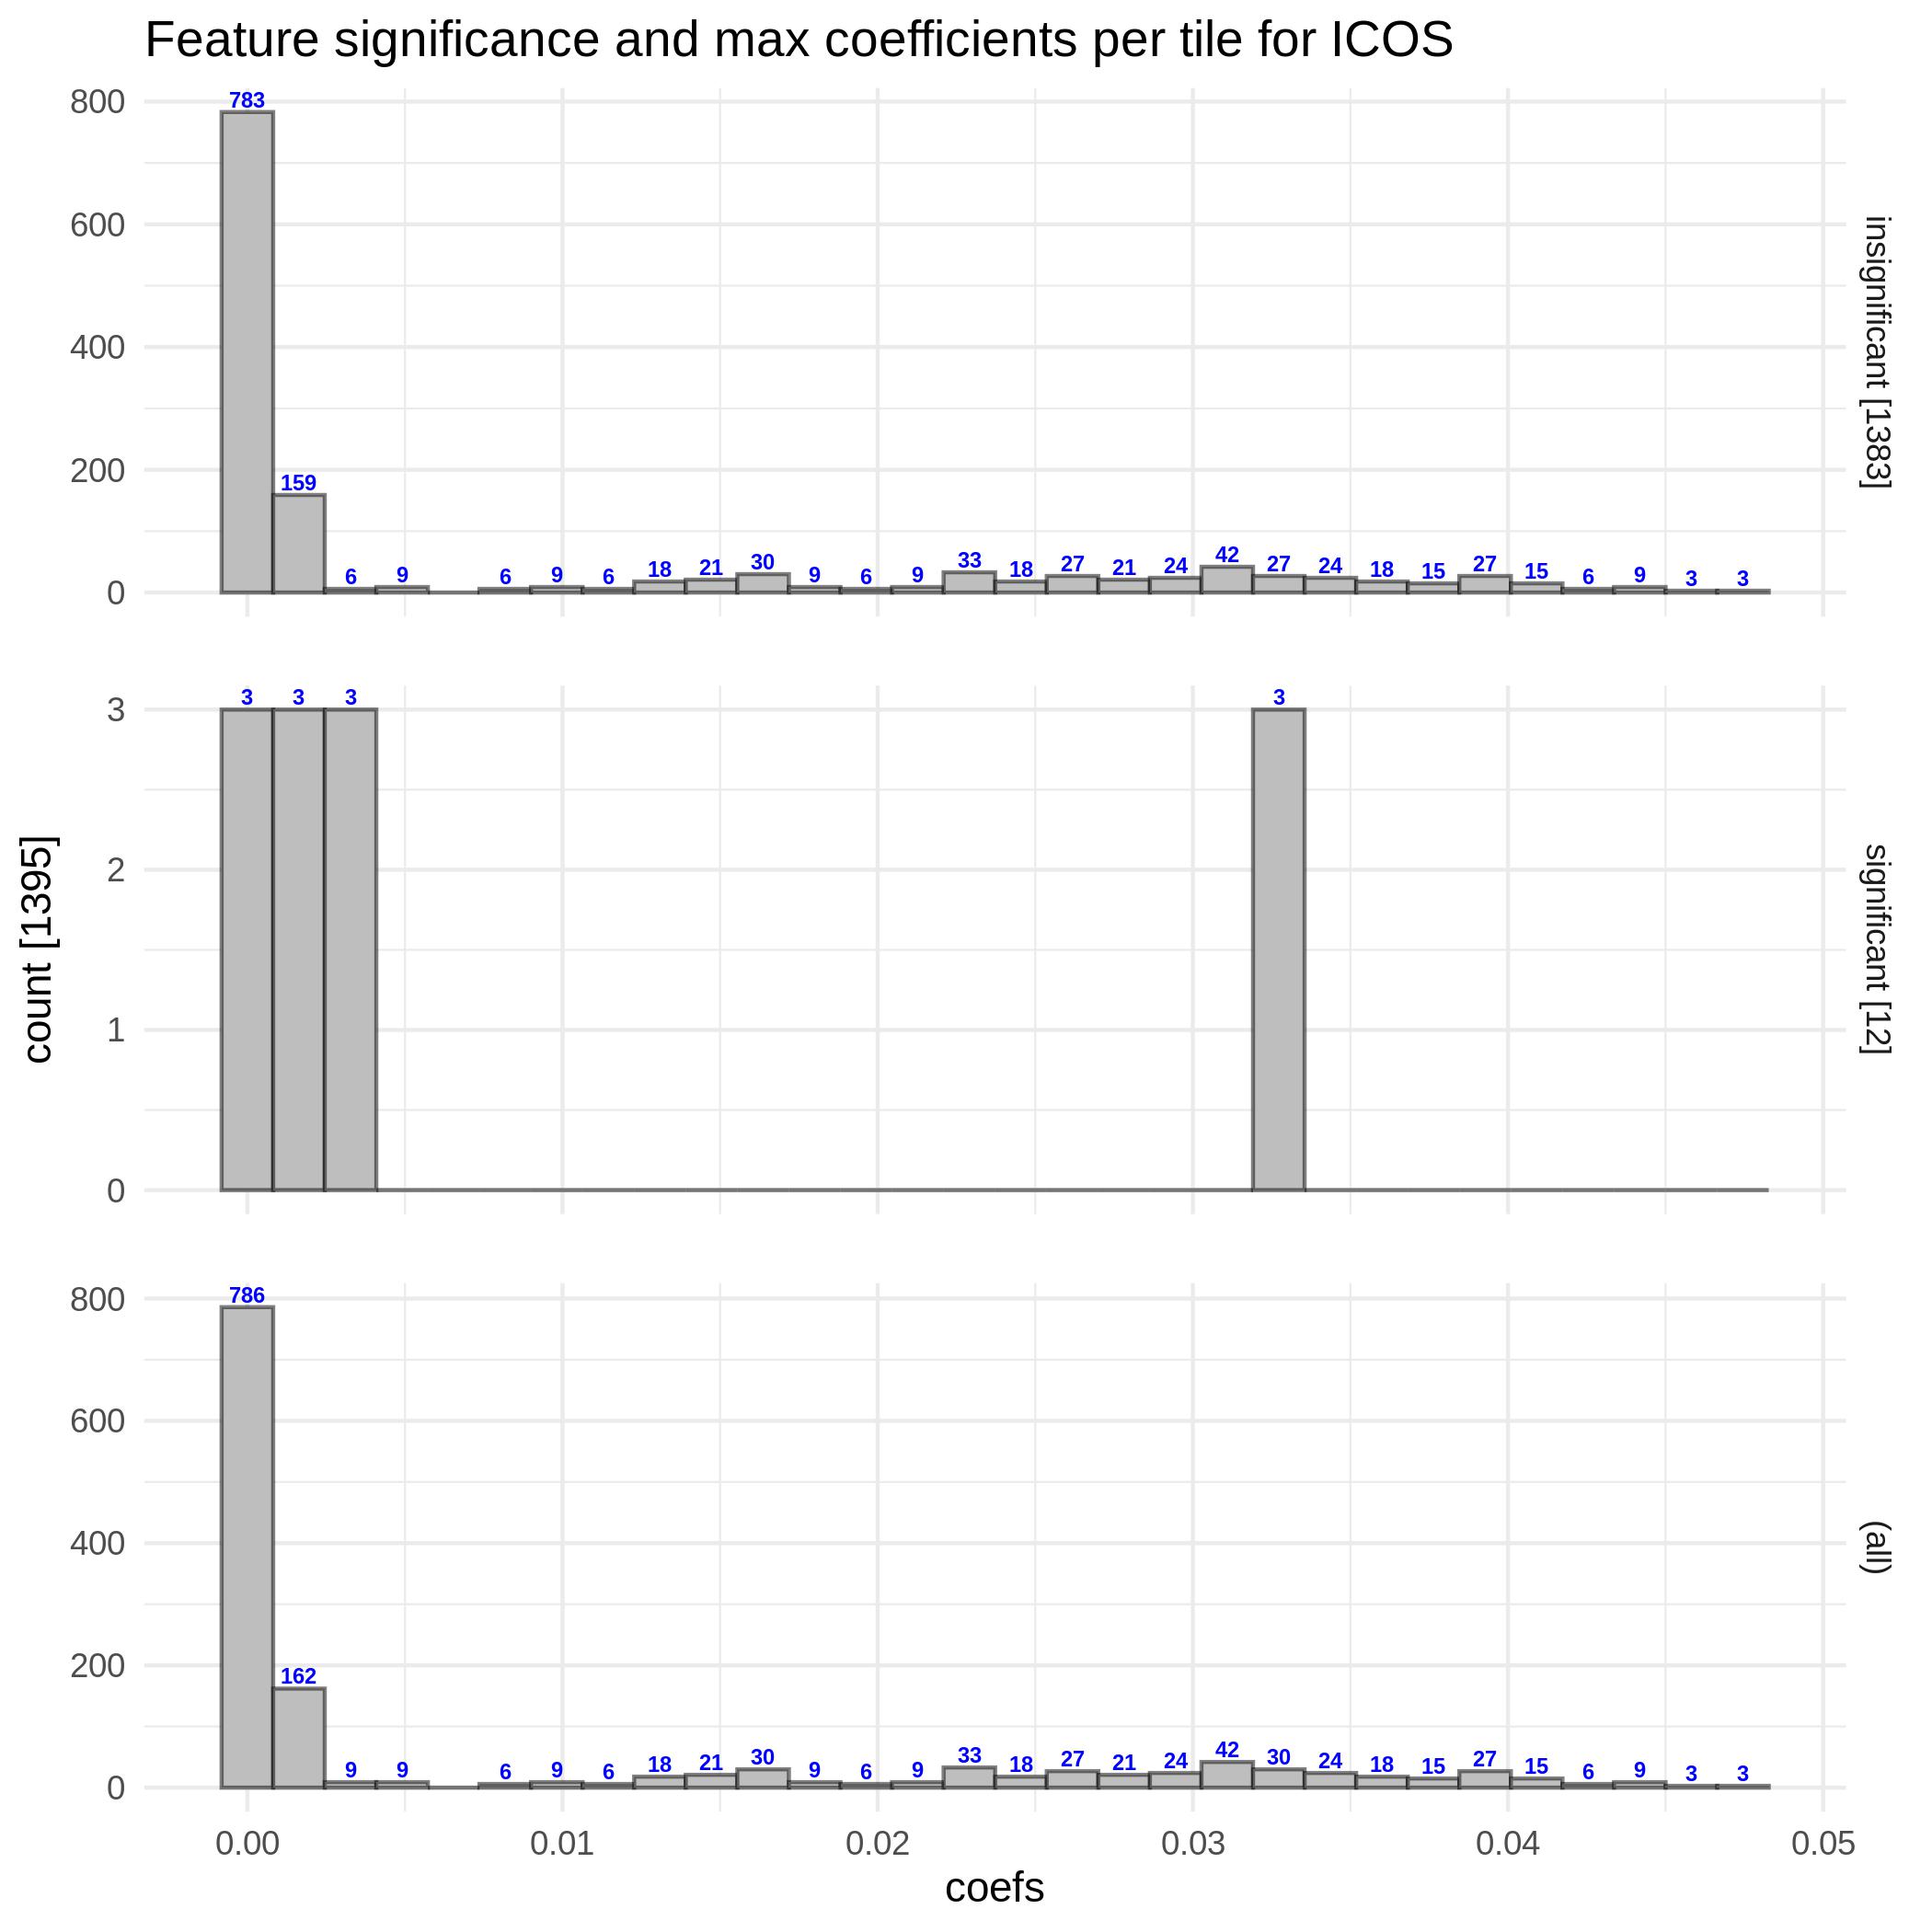 Feature significance and max coefficients per tile for ICOS
800
600
400
200
0
783
159
6 9 6 9 6 18 21 30 9 6 9 33 18 27 21 24 42 27 24 18 15 27 15 6 9 3 3
insignificant [1383]
count [1395]
3
2
1
0
3 3 3 3
significant [12]
800
600
400
200
0
786
162
9 9 6 9 6 18 21 30 9 6 9 33 18 27 21 24 42 30 24 18 15 27 15 6 9 3 3
(all)
0.00 0.01 0.02 0.03 0.04 0.05
coefs